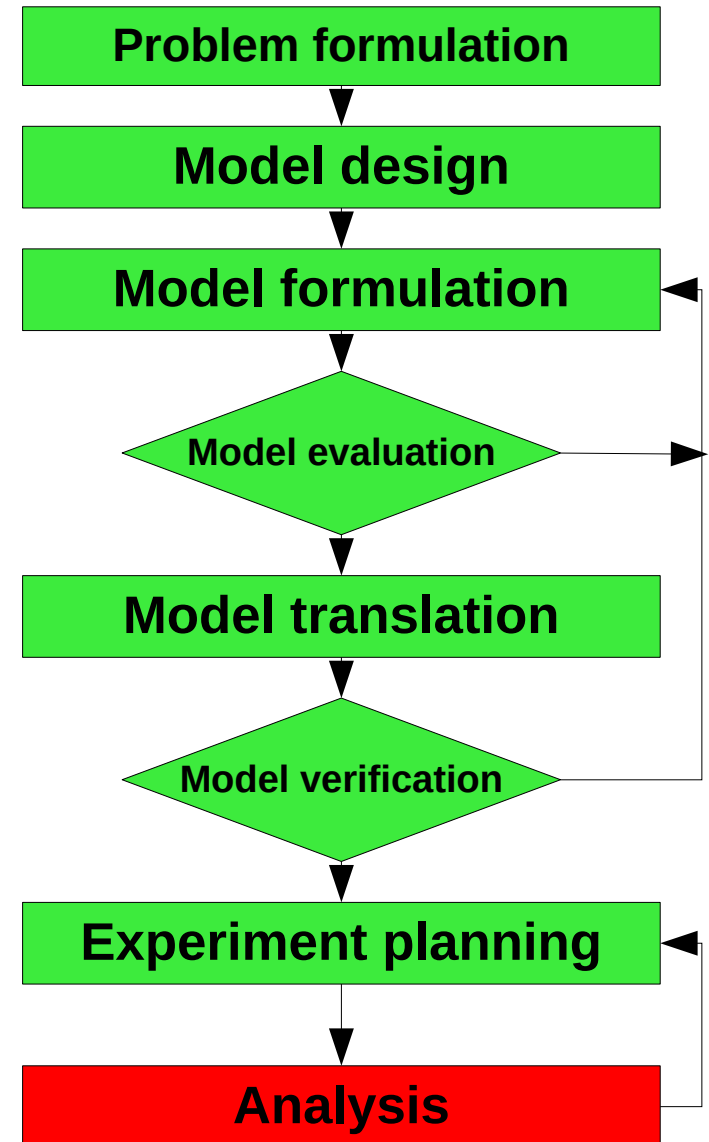 Problem formulation
Model design
Model formulation
Model evaluation
Model translation
Model verification
Experiment planning
Analysis